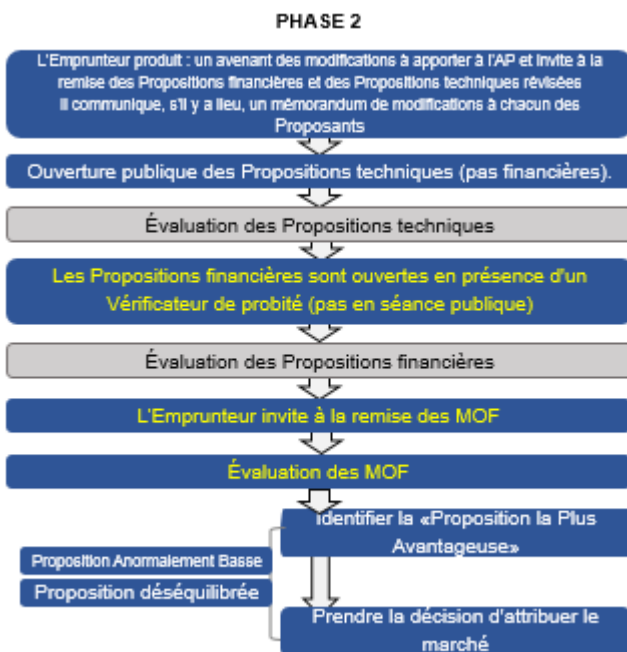 PHASE 2
L'Emprunteur produit : un avenant des modifications à apporter à l'AP et invite à la
remise des Propositions financières et des Propositions techniques révisées
Il communique, s'il y a lieu, un mémorandum de modifications à chacun des
Proposants
Ouverture publique des Propositions techniques (pas financières).
Évaluation des Propositions techniques
Les Propositions financières sont ouvertes en présence d'un
Vérificateur de probité (pas en séance publique)
Évaluation des Propositions financières
L'Emprunteur invite à la remise des MOF
Évaluation des MOF
Identifier la «Proposition la Plus
Avantageuse»
Proposition Anormalement Basse
Proposition déséquilibrée
Prendre la décision d'attribuer le
marché